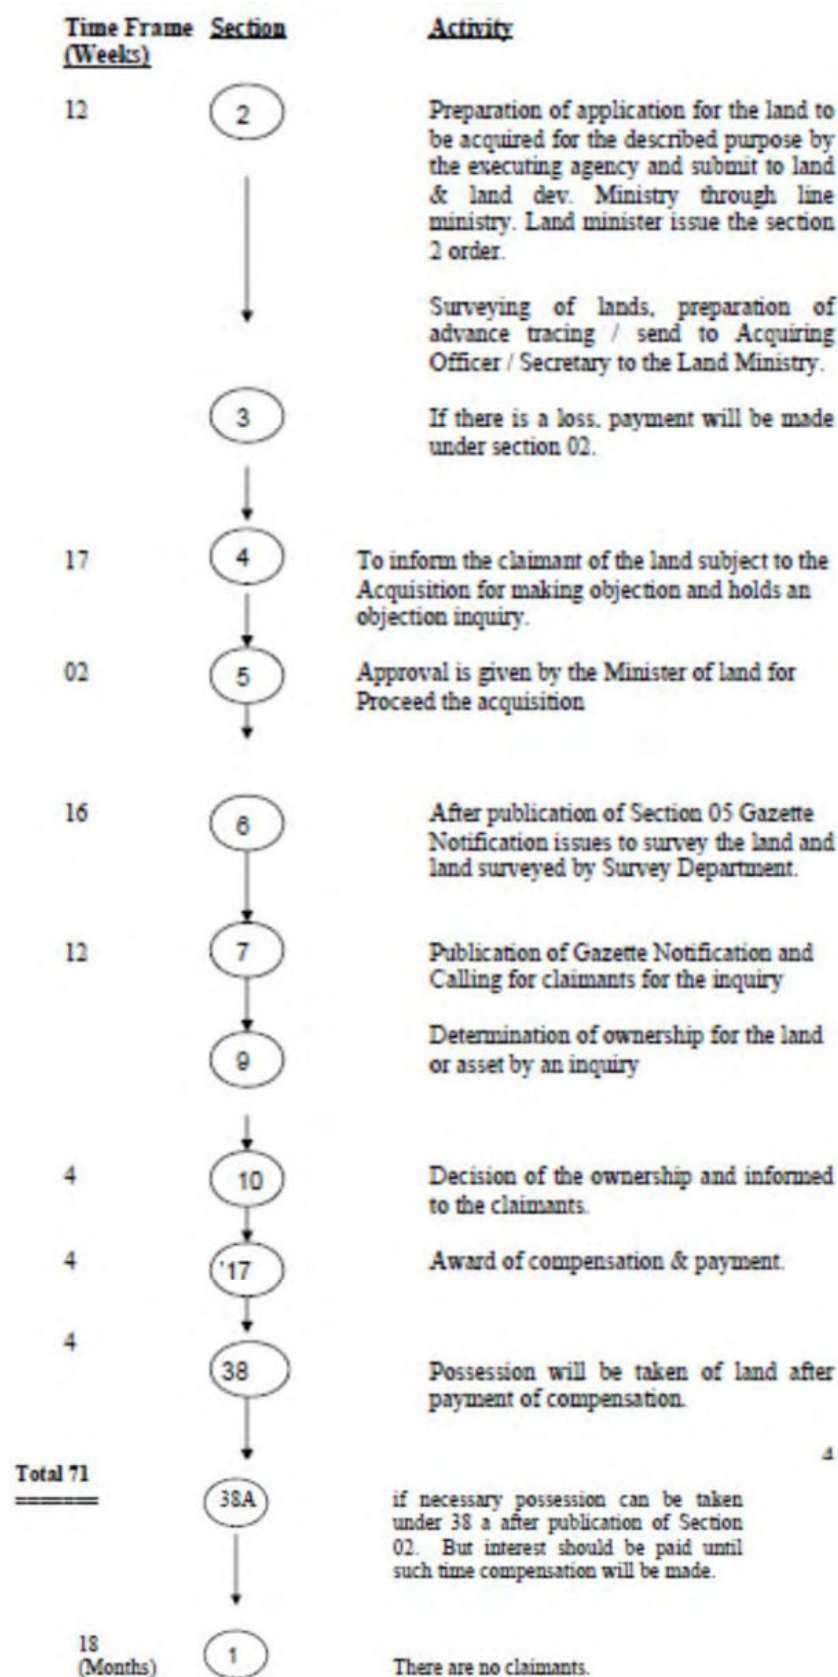 Time Frame Section Activity
(Weeks)
12 2 Preparation of application for the land to
be acquired for the described purpose by
the executing agency and submit to land
& land dev. Ministry through line
ministry. Land minister issue the section
2 order.
Surveying of lands, preparation of
advance tracing / send to Acquiring
Officer / Secretary to the Land Ministry.
3 If there is a loss, payment will be made
under section 02.
17 4 To inform the claimant of the land subject to the
Acquisition for making objection and holds an
objection inquiry.
02 5 Approval is given by the Minister of land for
Proceed the acquisition
16 6 After publication of Section 05 Gazette
Notification issues to survey the land and
land surveyed by Survey Department.
12 7 Publication of Gazette Notification and
Calling for claimants for the inquiry
9 Determination of ownership for the land
or asset by an inquiry
4 10 Decision of the ownership and informed
to the claimants.
4 '17 Award of compensation & payment.
4
38 Possession will be taken of land after
payment of compensation.
4
Total 71
38A if necessary possession can be taken
under 38 a after publication of Section
02. But interest should be paid until
such time compensation will be made.
18
(Months) 1 There are no claimants.